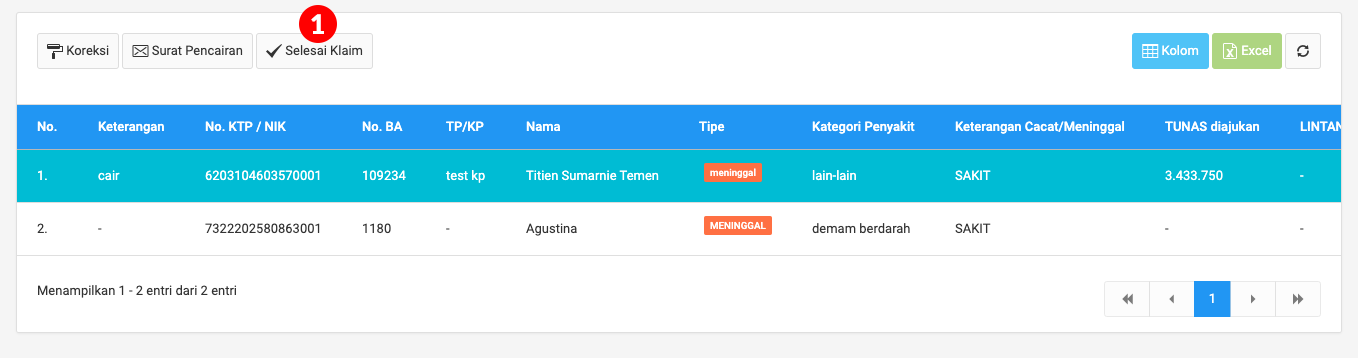 1
Koreksi Surat Pencairan Selesai Klaim Kolom Excel
No. Keterangan No. KTP / NIK No. BA TP/KP Nama Tipe Kategori Penyakit Keterangan Cacat/Meninggal TUNAS diajukan LINTAN
1. cair 6203104603570001 109234 test kp Titien Sumarnie Temen meninggal lain-lain SAKIT 3.433.750 -
2. - 7322202580863001 1180 - Agustina MENINGGAL demam berdarah SAKIT - -
Menampilkan 1 - 2 entri dari 2 entri
1